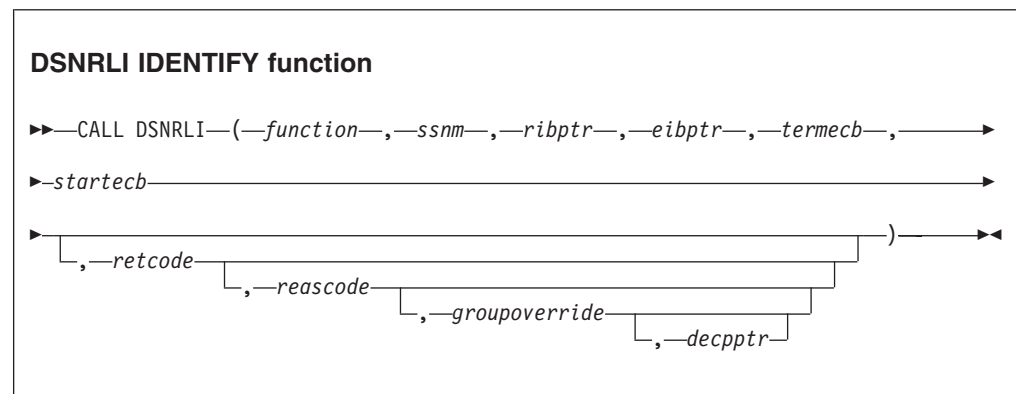 DSNRLI IDENTIFY function
CALL DSNRLI ( function , ssnm , ribptr , eibptr , termecb ,
startecb
)
, retcode
, reascode
, groupoverride
, decpptr